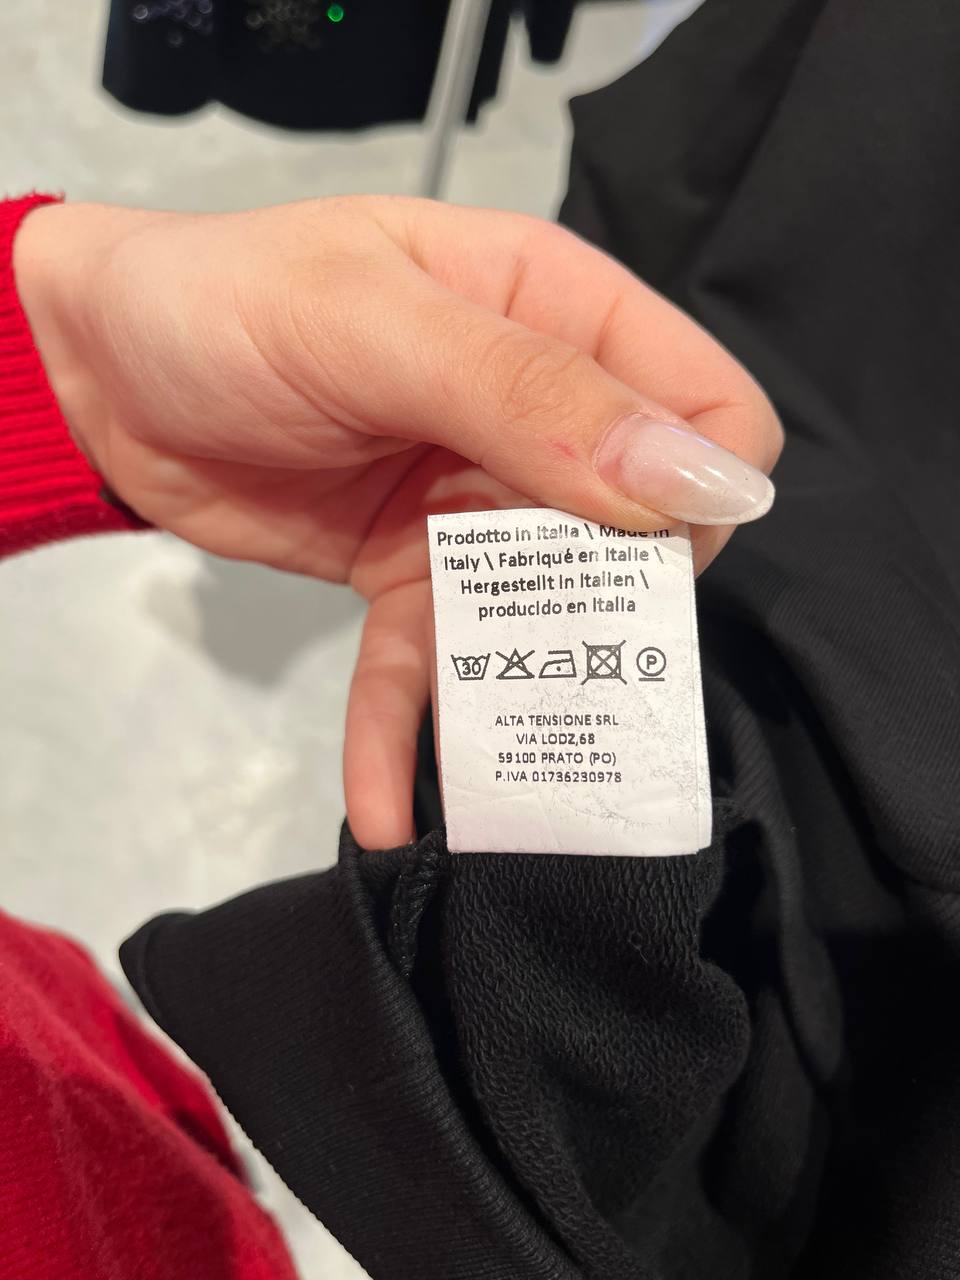 Prodotto in Italia \ Made in
Italy \ Fabriqué en Italie \
Hergestellt in Italien \
producido en Italia
30 P
ALTA TENSIONE SRL
VIA LODZ,68
59100 PRATO (PO)
P.IVA 01736230978